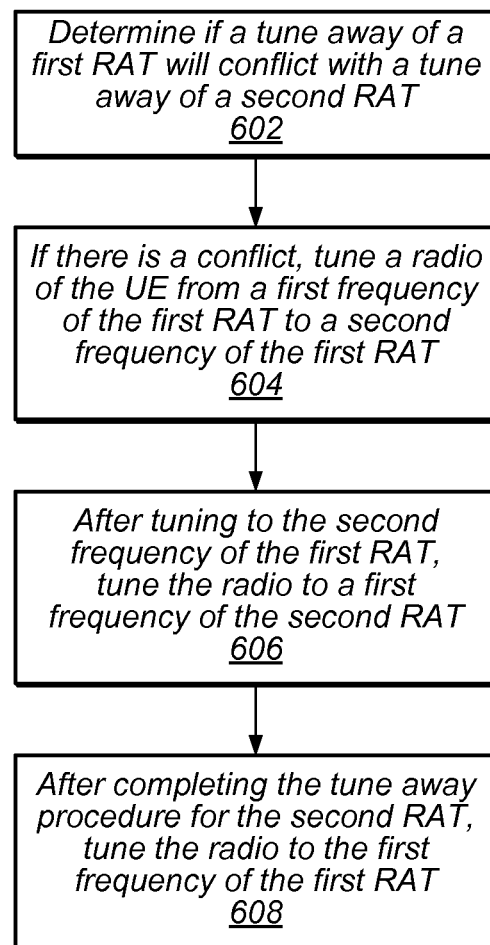 Determine if a tune away of a
first RAT will conflict with a tune
away of a second RAT
602
If there is a conflict, tune a radio
of the UE from a first frequency
of the first RAT to a second
frequency of the first RAT
604
After tuning to the second
frequency of the first RAT,
tune the radio to a first
frequency of the second RAT
606
After completing the tune away
procedure for the second RAT,
tune the radio to the first
frequency of the first RAT
608